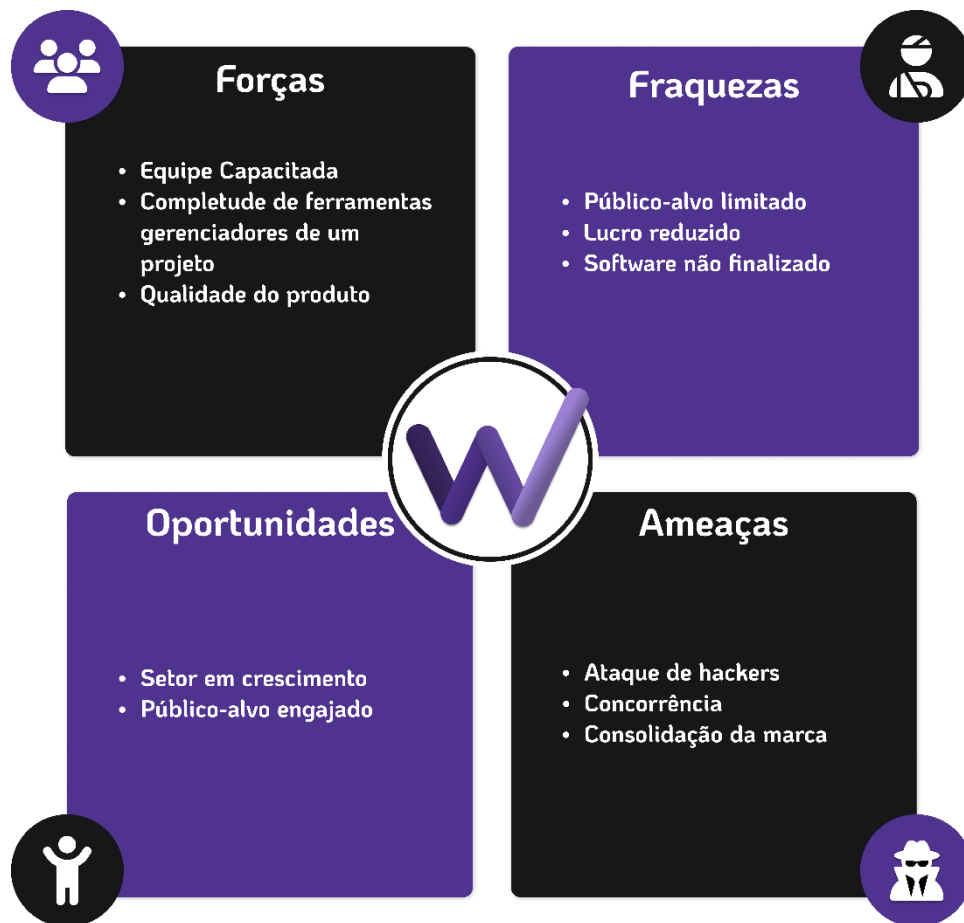 Forças
• Equipe Capacitada
• Completude de ferramentas
gerenciadores de um
projeto
• Qualidade do produto
Fraquezas
• Público-alvo limitado
• Lucro reduzido
• Software não finalizado
W
Oportunidades
• Setor em crescimento
• Público-alvo engajado
Ameaças
• Ataque de hackers
• Concorrência
• Consolidação da marca